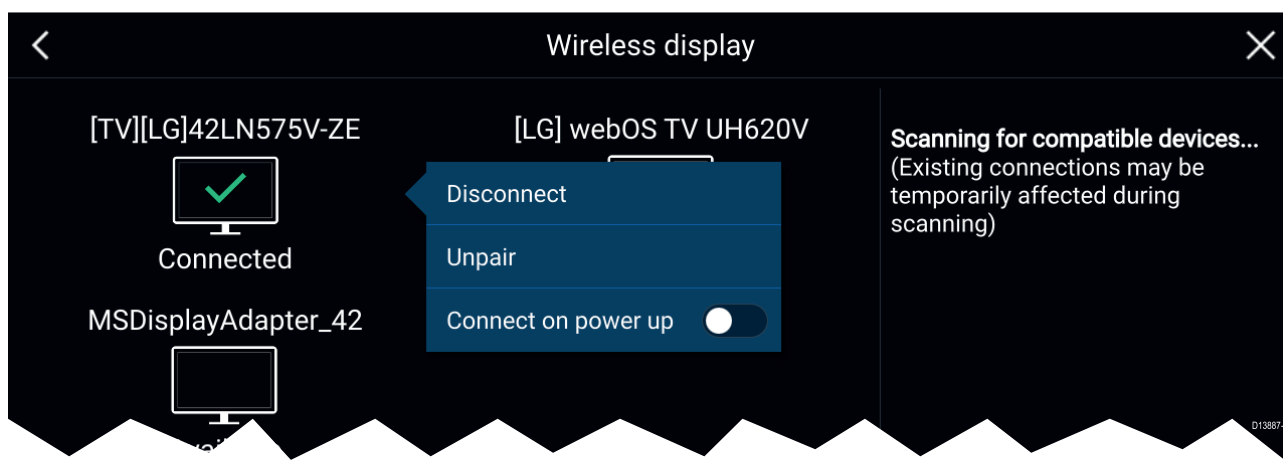 Wireless display
[TV][LG]42LN575V-ZE
[LG] webOS TV UH620V
Scanning for compatible devices...
(Existing connections may be
temporarily affected during
scanning)
Disconnect
Connected
Unpair
MSDisplayAdapter_42
Connect on power up
D13887-